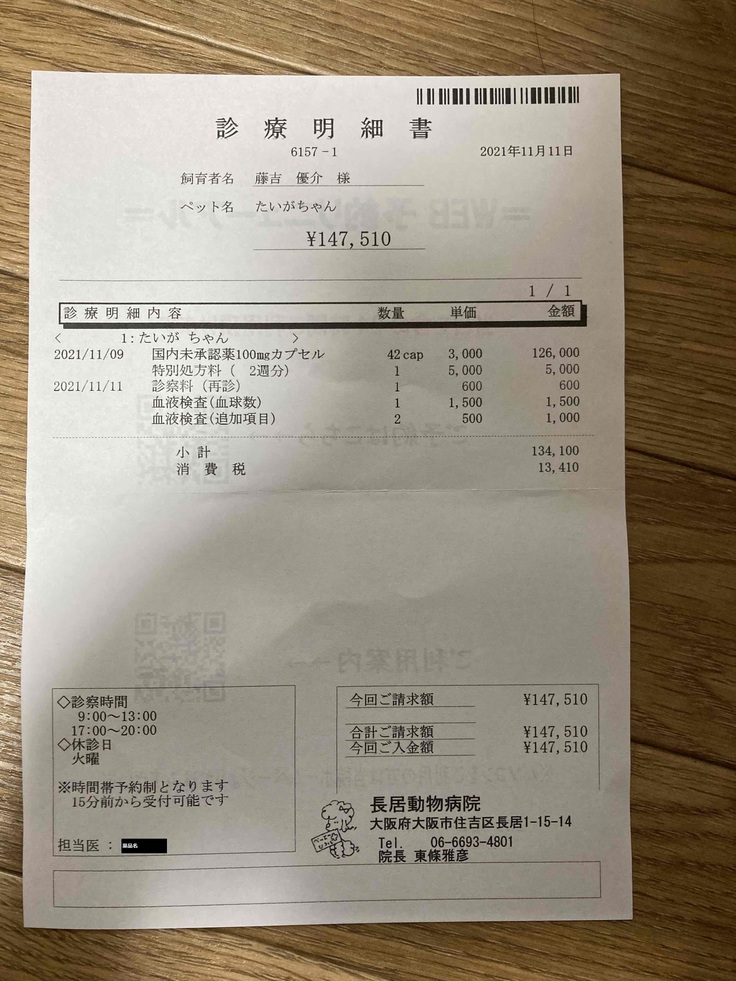 診療明細書
6157-1
2021年11月11日
飼育者名 藤吉 優介 様
ペット名 たいがちゃん
¥147,510
1 / 1
診療明細内容 数量 単価 金額
< 1:たいが ちゃん >
2021/11/09 国内未承認薬100mgカプセル 42cap 3,000 126,000
特別処方料( 2週分) 1 5,000 5,000
2021/11/11 診察料(再診) 1 600 600
血液検査(血球数) 1 1,500 1,500
血液検査(追加項目) 2 500 1,000
小計 134,100
消費税 13,410
◇診察時間
9:00〜13:00
17:00〜20:00
◇休診日
火曜
※時間帯予約制となります
15分前から受付可能です
担当医: 薬品名
今回ご請求額 ¥147,510
合計ご請求額 ¥147,510
今回ご入金額 ¥147,510
長居動物病院
大阪府大阪市住吉区長居1-15-14
Tel. 06-6693-4801
院長 東條雅彦